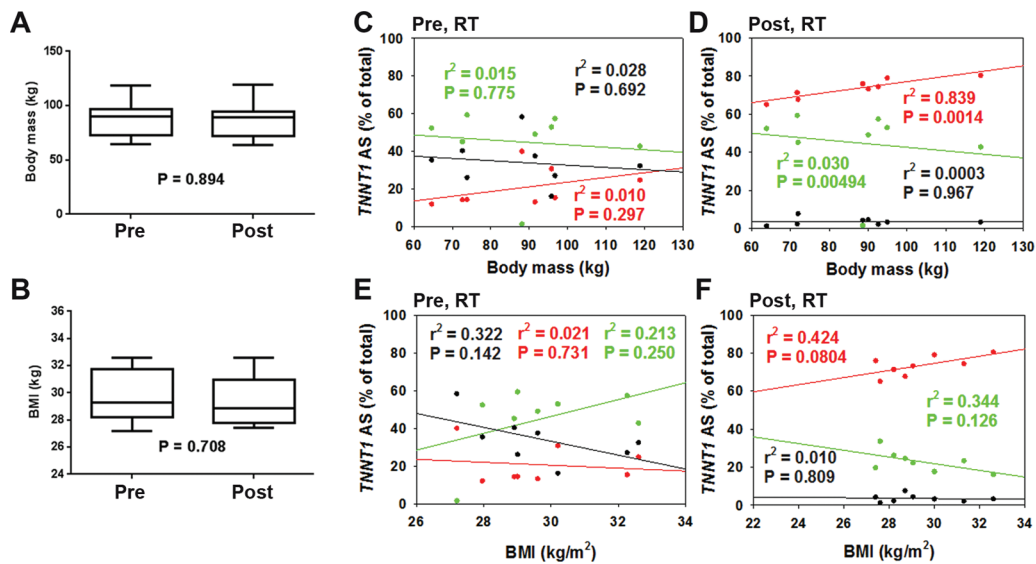 A
Body mass (kg)
150
100
50
0
P = 0.894
Pre
Post
B
BMI (kg)
36
34
32
30
28
26
24
P = 0.708
Pre
Post
C
Pre, RT
TNNT1 AS (% of total)
100
80
60
40
20
0
r² = 0.015
P = 0.775
r² = 0.028
P = 0.692
r² = 0.010
P = 0.297
60 70 80 90 100 110 120 130
Body mass (kg)
D
Post, RT
TNNT1 AS (% of total)
100
80
60
40
20
0
r² = 0.839
P = 0.0014
r² = 0.030
P = 0.00494
r² = 0.0003
P = 0.967
60 70 80 90 100 110 120 130
Body mass (kg)
E
Pre, RT
TNNT1 AS (% of total)
100
80
60
40
20
0
r² = 0.322
P = 0.142
r² = 0.021
P = 0.731
r² = 0.213
P = 0.250
26 28 30 32 34
BMI (kg/m²)
F
Post, RT
TNNT1 AS (% of total)
100
80
60
40
20
0
r² = 0.424
P = 0.0804
r² = 0.344
P = 0.126
r² = 0.010
P = 0.809
22 24 26 28 30 32 34
BMI (kg/m²)